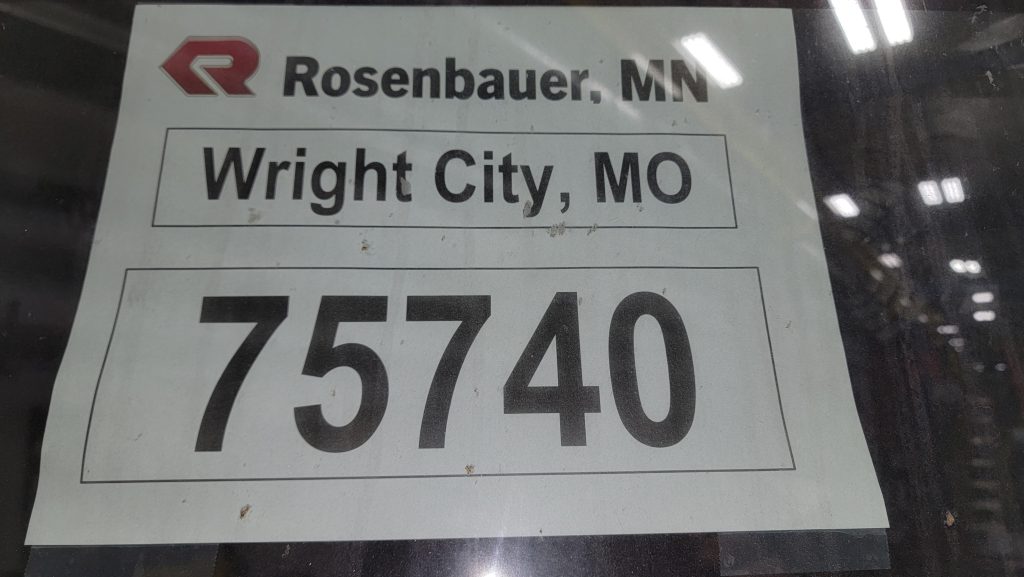 Rosenbauer, MN
Wright City, MO
75740